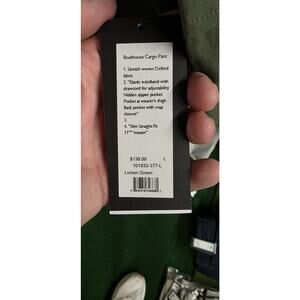 Boathouse Cargo Pant
1. Stretch-woven Oxford
fabric
2. "Elastic waistband with
drawcord for adjustability
Hidden zipper pocket
Pocket at wearer's thigh
Back pocket with snap
closure"
3.
4. "Slim Straight Fit
31"" Inseam"
$138.00 L
101833-377-L
Lichen Green